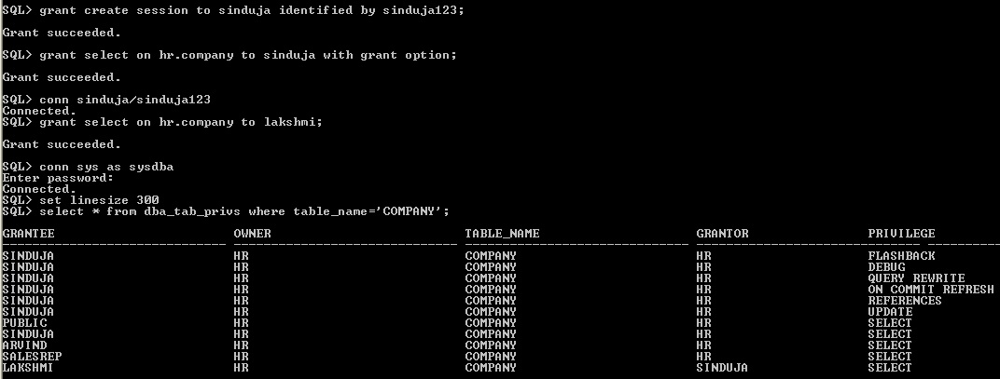 SQL> grant create session to sinduja identified by sinduja123;
Grant succeeded.
SQL> grant select on hr.company to sinduja with grant option;
Grant succeeded.
SQL> conn sinduja/sinduja123
Connected.
SQL> grant select on hr.company to lakshmi;
Grant succeeded.
SQL> conn sys as sysdba
Enter password:
Connected.
SQL> set linesize 300
SQL> select * from dba_tab_privs where table_name='COMPANY';
GRANTEE OWNER TABLE_NAME GRANTOR PRIVILEGE
SINDUJA HR COMPANY HR FLASHBACK
SINDUJA HR COMPANY HR DEBUG
SINDUJA HR COMPANY HR QUERY REWRITE
SINDUJA HR COMPANY HR ON COMMIT REFRESH
SINDUJA HR COMPANY HR REFERENCES
SINDUJA HR COMPANY HR UPDATE
PUBLIC HR COMPANY HR SELECT
SINDUJA HR COMPANY HR SELECT
ARVIND HR COMPANY HR SELECT
SALESREP HR COMPANY HR SELECT
LAKSHMI HR COMPANY SINDUJA SELECT